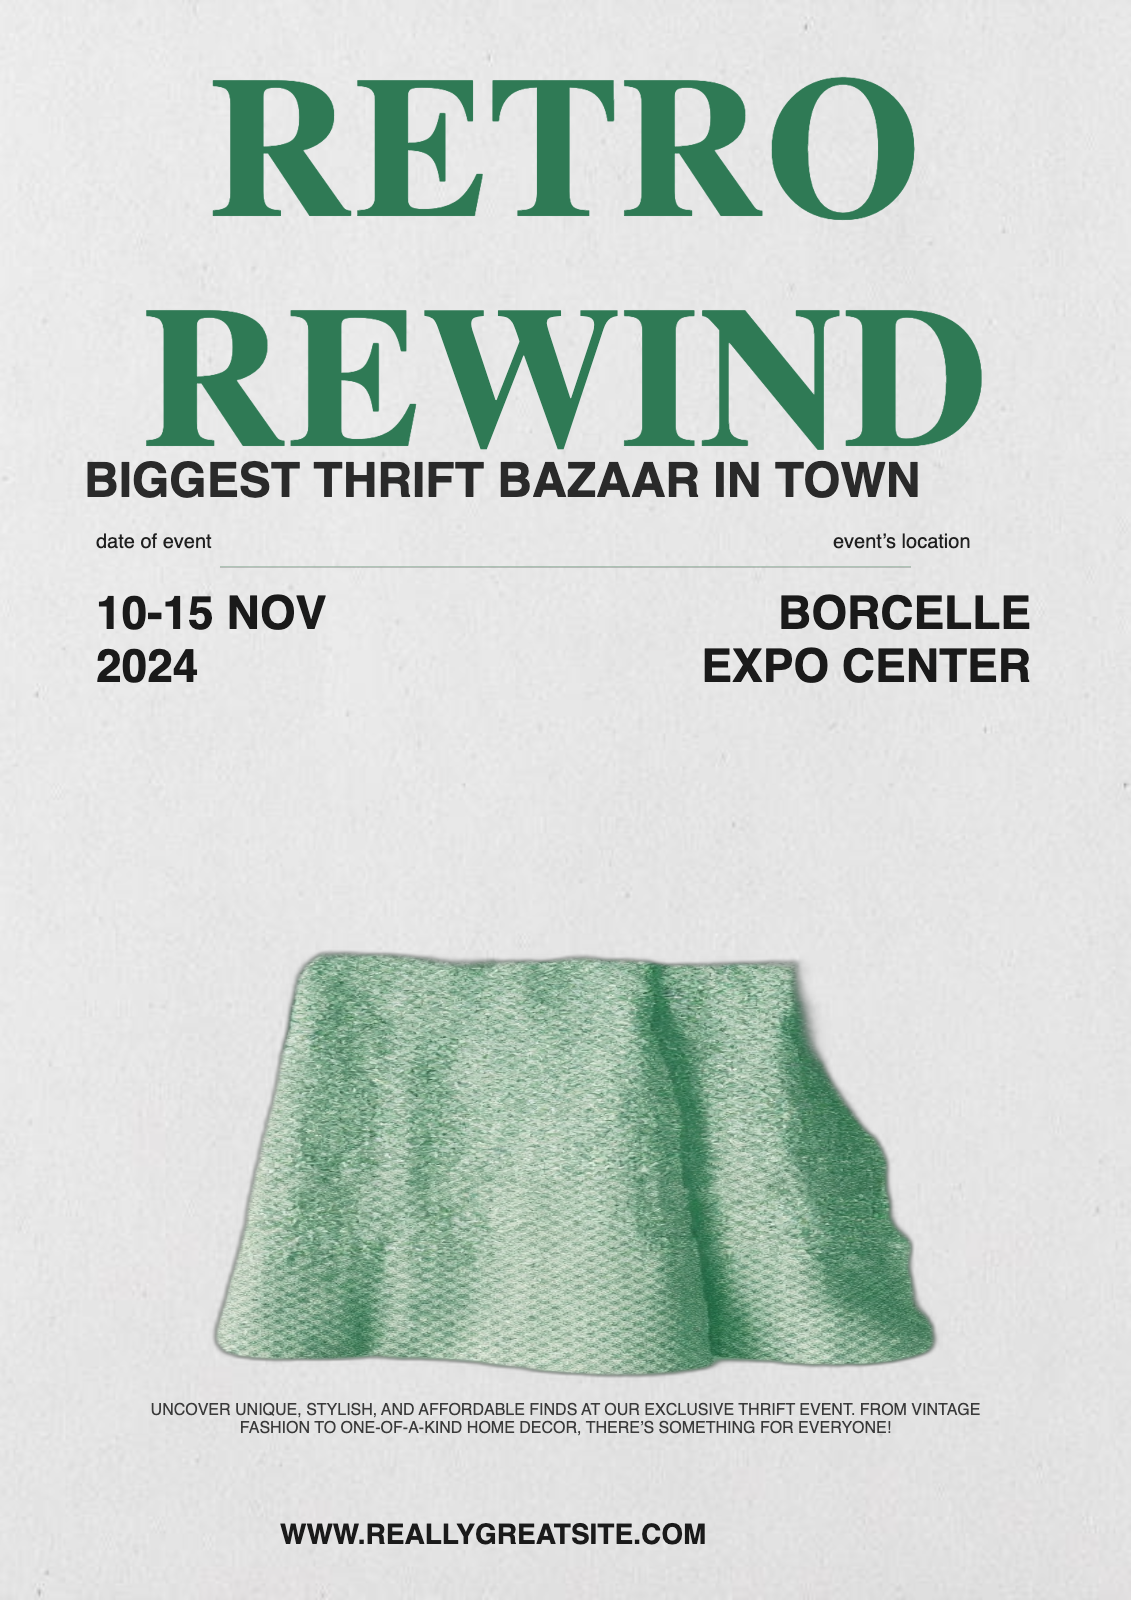 RETRO
REWIND
BIGGEST THRIFT BAZAAR IN TOWN
date of event
event’s location
10-15 NOV
2024
BORCELLE
EXPO CENTER
UNCOVER UNIQUE, STYLISH, AND AFFORDABLE FINDS AT OUR EXCLUSIVE THRIFT EVENT. FROM VINTAGE
FASHION TO ONE-OF-A-KIND HOME DECOR, THERE’S SOMETHING FOR EVERYONE!
WWW.REALLYGREATSITE.COM